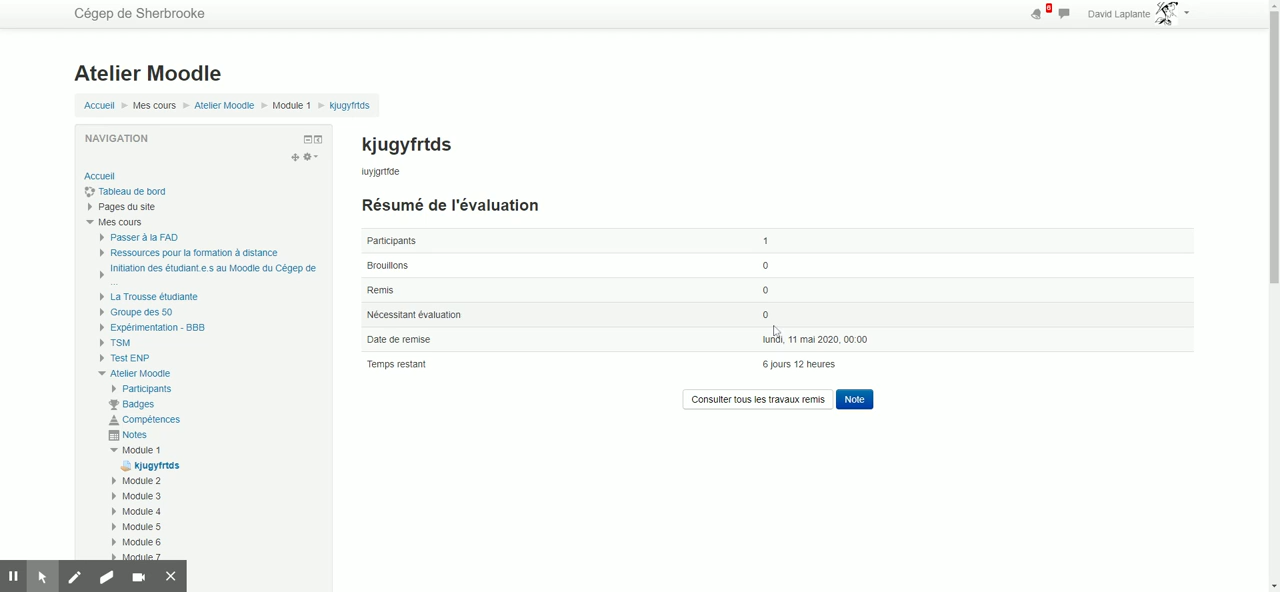 Cégep de Sherbrooke
6
David Laplante
Atelier Moodle
Accueil Mes cours Atelier Moodle Module 1 kjugyfrtds
NAVIGATION
Accueil
Tableau de bord
Pages du site
Mes cours
Passer à la FAD
Ressources pour la formation à distance
Initiation des étudiant.e.s au Moodle du Cégep de
...
La Trousse étudiante
Groupe des 50
Expérimentation - BBB
TSM
Test ENP
Atelier Moodle
Participants
Badges
Compétences
Notes
Module 1
kjugyfrtds
Module 2
Module 3
Module 4
Module 5
Module 6
Module 7
kjugyfrtds
iuyjgrtfde
Résumé de l'évaluation
Participants 1
Brouillons 0
Remis 0
Nécessitant évaluation 0
Date de remise lundi, 11 mai 2020, 00:00
Temps restant 6 jours 12 heures
Consulter tous les travaux remis Note